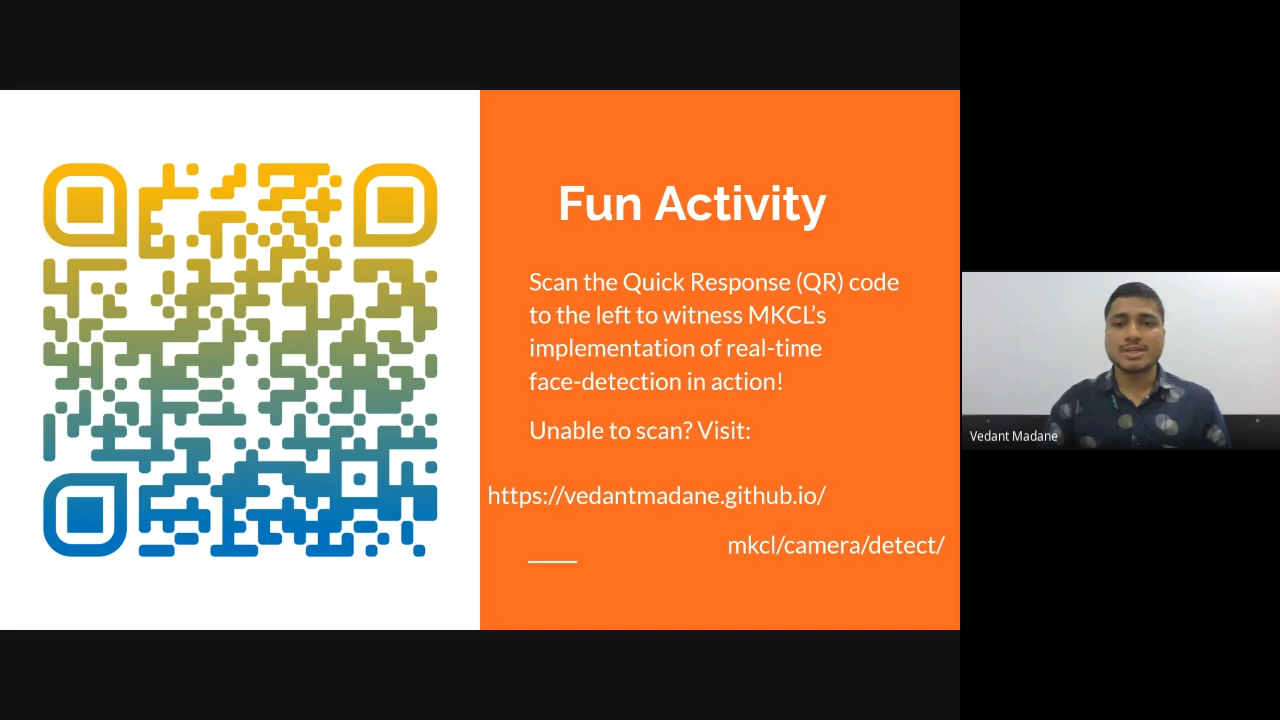 Fun Activity
Scan the Quick Response (QR) code
to the left to witness MKCL’s
implementation of real-time
face-detection in action!
Unable to scan? Visit:
https://vedantmadane.github.io/
mkcl/camera/detect/
Vedant Madane